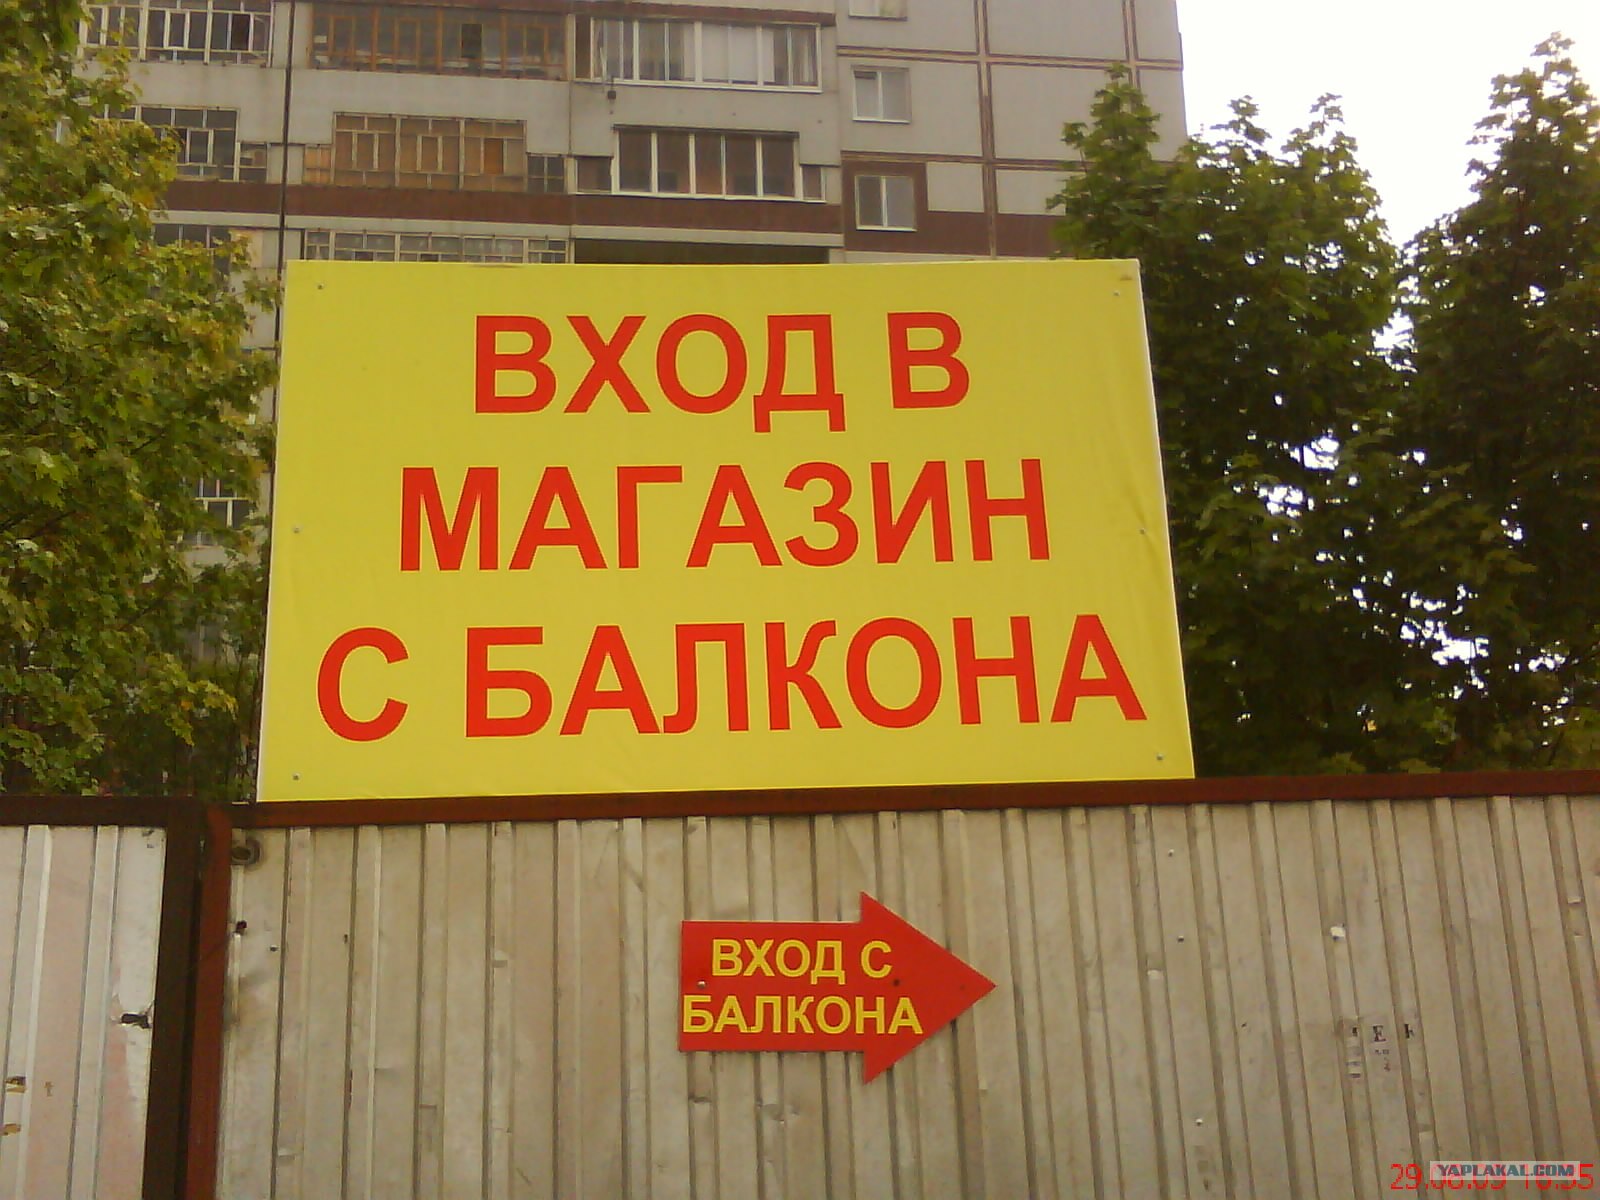 ВХОД В
МАГАЗИН
С БАЛКОНА
ВХОД С
БАЛКОНА
YAPLAKAL.COM